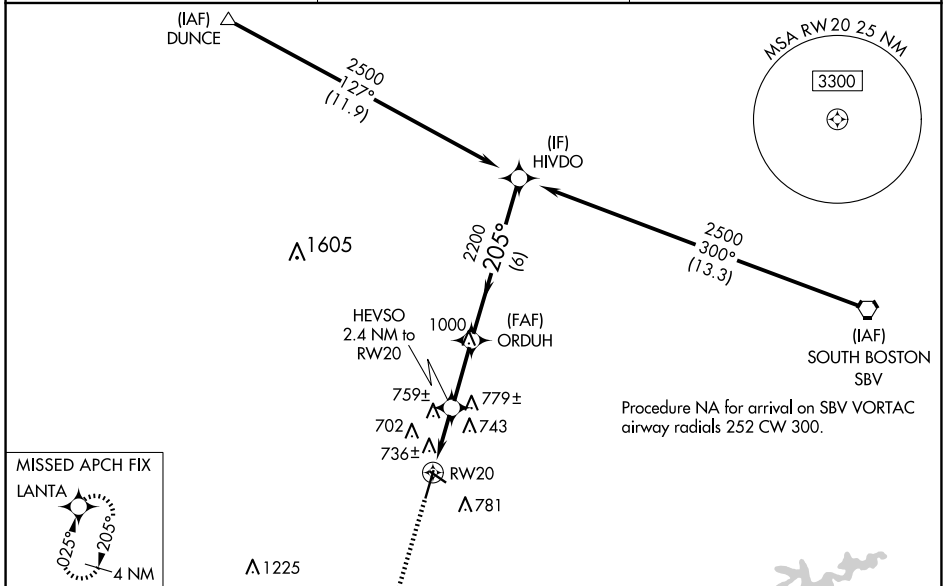 (IAF)
DUNCE
2500
127°
(11.9)
MSA RW20 25 NM
3300
(IF)
HIVDO
2200
205°
(6)
2500
300°
(13.3)
1605
HEVSO
2.4 NM to
RW20
1000
(FAF)
ORDUH
(IAF)
SOUTH BOSTON
SBV
759±
779±
702
743
736±
Procedure NA for arrival on SBV VORTAC
airway radials 252 CW 300.
RW20
781
MISSED APCH FIX
LANTA
025°
205°
4 NM
1225